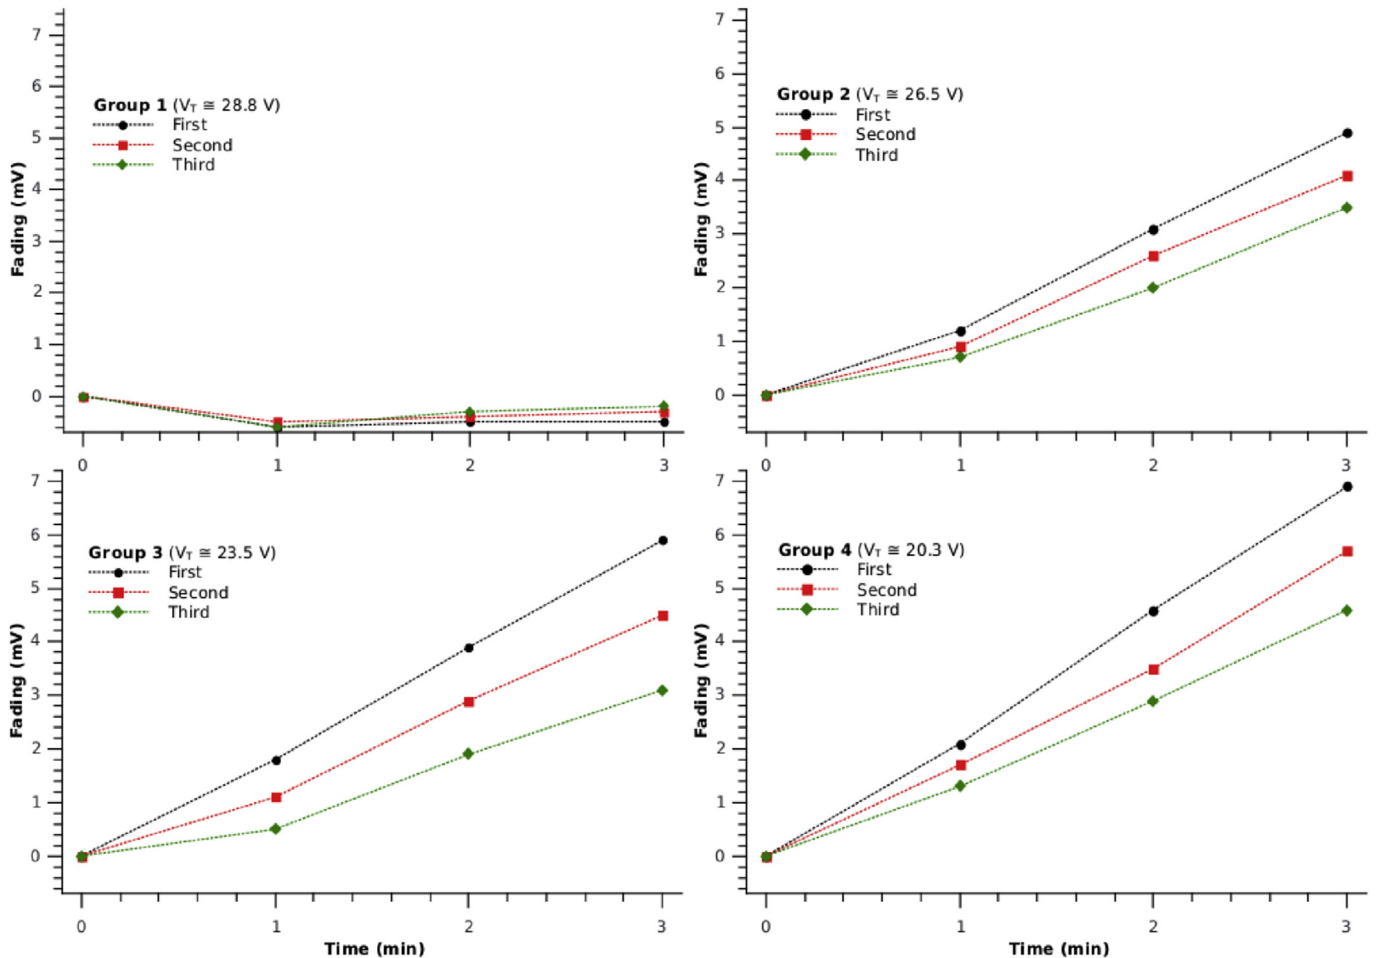 7
6
5
4
3
2
1
0
Fading (mV)
Group 1 (V_T ≅ 28.8 V)
First
Second
Third
0 1 2 3
7
6
5
4
3
2
1
0
Fading (mV)
Group 2 (V_T ≅ 26.5 V)
First
Second
Third
0 1 2 3
7
6
5
4
3
2
1
0
Fading (mV)
Group 3 (V_T ≅ 23.5 V)
First
Second
Third
0 1 2 3
Time (min)
7
6
5
4
3
2
1
0
Fading (mV)
Group 4 (V_T ≅ 20.3 V)
First
Second
Third
0 1 2 3
Time (min)